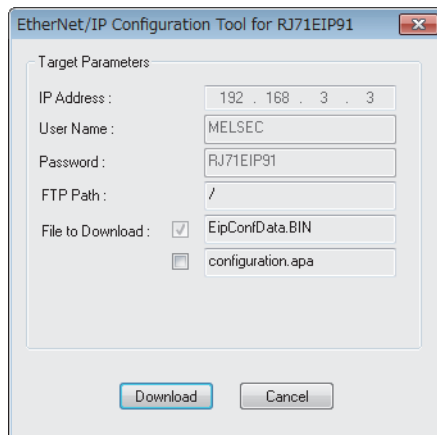 EtherNet/IP Configuration Tool for RJ71EIP91
Target Parameters
IP Address : 192 . 168 . 3 . 3
User Name : MELSEC
Password : RJ71EIP91
FTP Path : /
File to Download : EipConfData.BIN
configuration.apa
Download Cancel